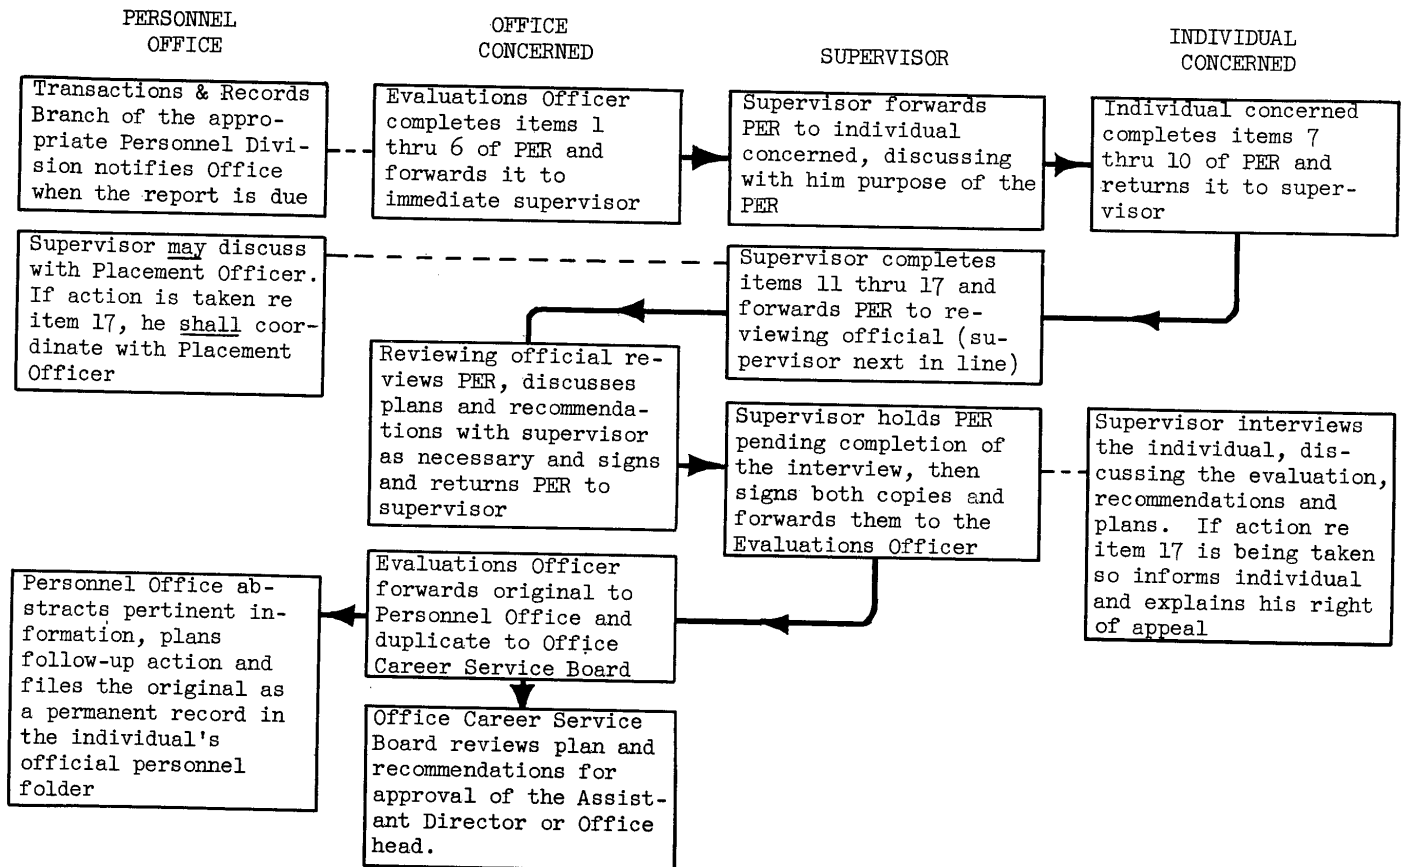 PERSONNEL
OFFICE
OFFICE
CONCERNED
SUPERVISOR
INDIVIDUAL
CONCERNED
Transactions & Records
Branch of the appro-
priate Personnel Divi-
sion notifies Office
when the report is due
Evaluations Officer
completes items 1
thru 6 of PER and
forwards it to
immediate supervisor
Supervisor forwards
PER to individual
concerned, discussing
with him purpose of the
PER
Individual concerned
completes items 7
thru 10 of PER and
returns it to super-
visor
Supervisor may discuss
with Placement Officer.
If action is taken re
item 17, he shall coor-
dinate with Placement
Officer
Supervisor completes
items 11 thru 17 and
forwards PER to re-
viewing official (su-
pervisor next in line)
Reviewing official re-
views PER, discusses
plans and recommenda-
tions with supervisor
as necessary and signs
and returns PER to
supervisor
Supervisor holds PER
pending completion of
the interview, then
signs both copies and
forwards them to the
Evaluations Officer
Supervisor interviews
the individual, dis-
cussing the evaluation,
recommendations and
plans. If action re
item 17 is being taken
so informs individual
and explains his right
of appeal
Evaluations Officer
forwards original to
Personnel Office and
duplicate to Office
Career Service Board
Personnel Office ab-
stracts pertinent in-
formation, plans
follow-up action and
files the original as
a permanent record in
the individual's
official personnel
folder
Office Career Service
Board reviews plan and
recommendations for
approval of the Assist-
ant Director or Office
head.